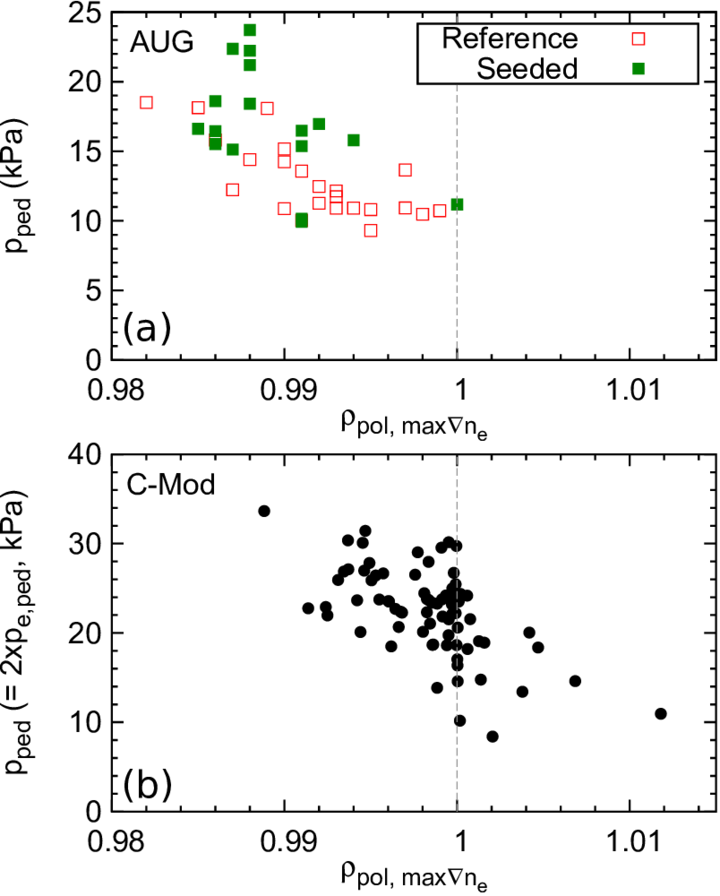 25
AUG
Reference
Seeded
20
15
10
5
0
p_ped (kPa)
(a)
0.98 0.99 1 1.01
ρ_pol, max∇n_e
40
C-Mod
30
20
10
0
p_ped (= 2xp_e,ped, kPa)
(b)
0.98 0.99 1 1.01
ρ_pol, max∇n_e